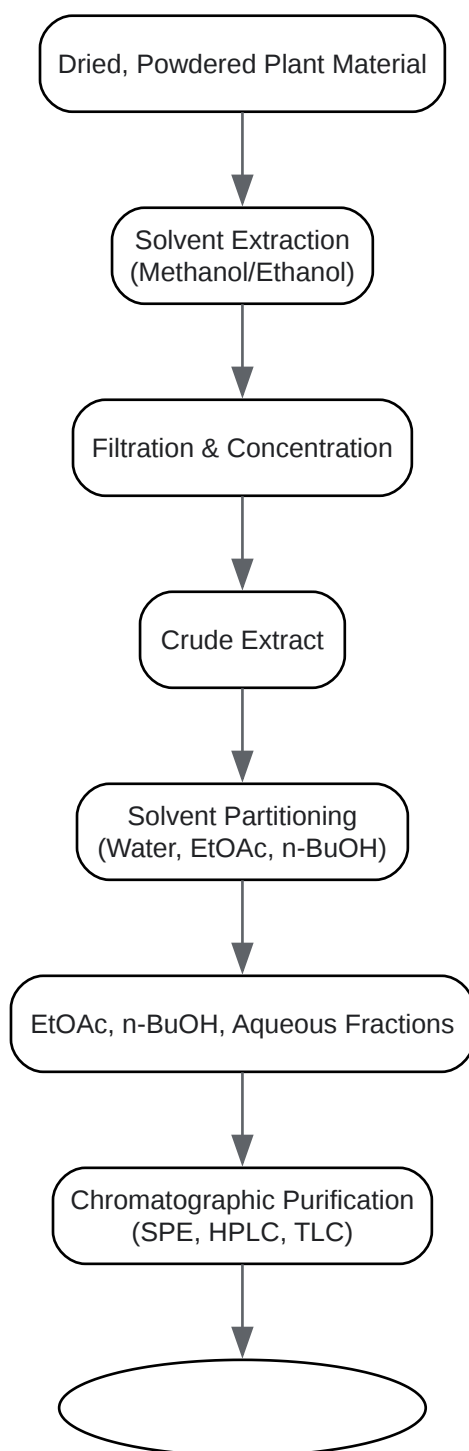 Dried, Powdered Plant Material
Solvent Extraction
(Methanol/Ethanol)
Filtration & Concentration
Crude Extract
Solvent Partitioning
(Water, EtOAc, n-BuOH)
EtOAc, n-BuOH, Aqueous Fractions
Chromatographic Purification
(SPE, HPLC, TLC)